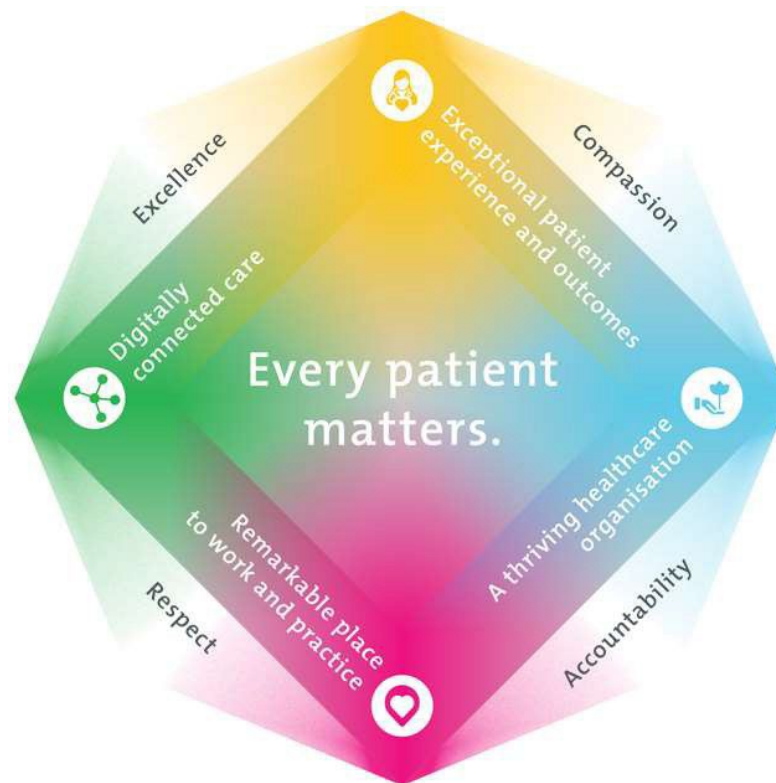 Excellence
Compassion
Exceptional patient
experience and outcomes
Digitally
connected care
Every patient
matters.
Remarkable place
to work and practice
A thriving healthcare
organisation
Respect
Accountability